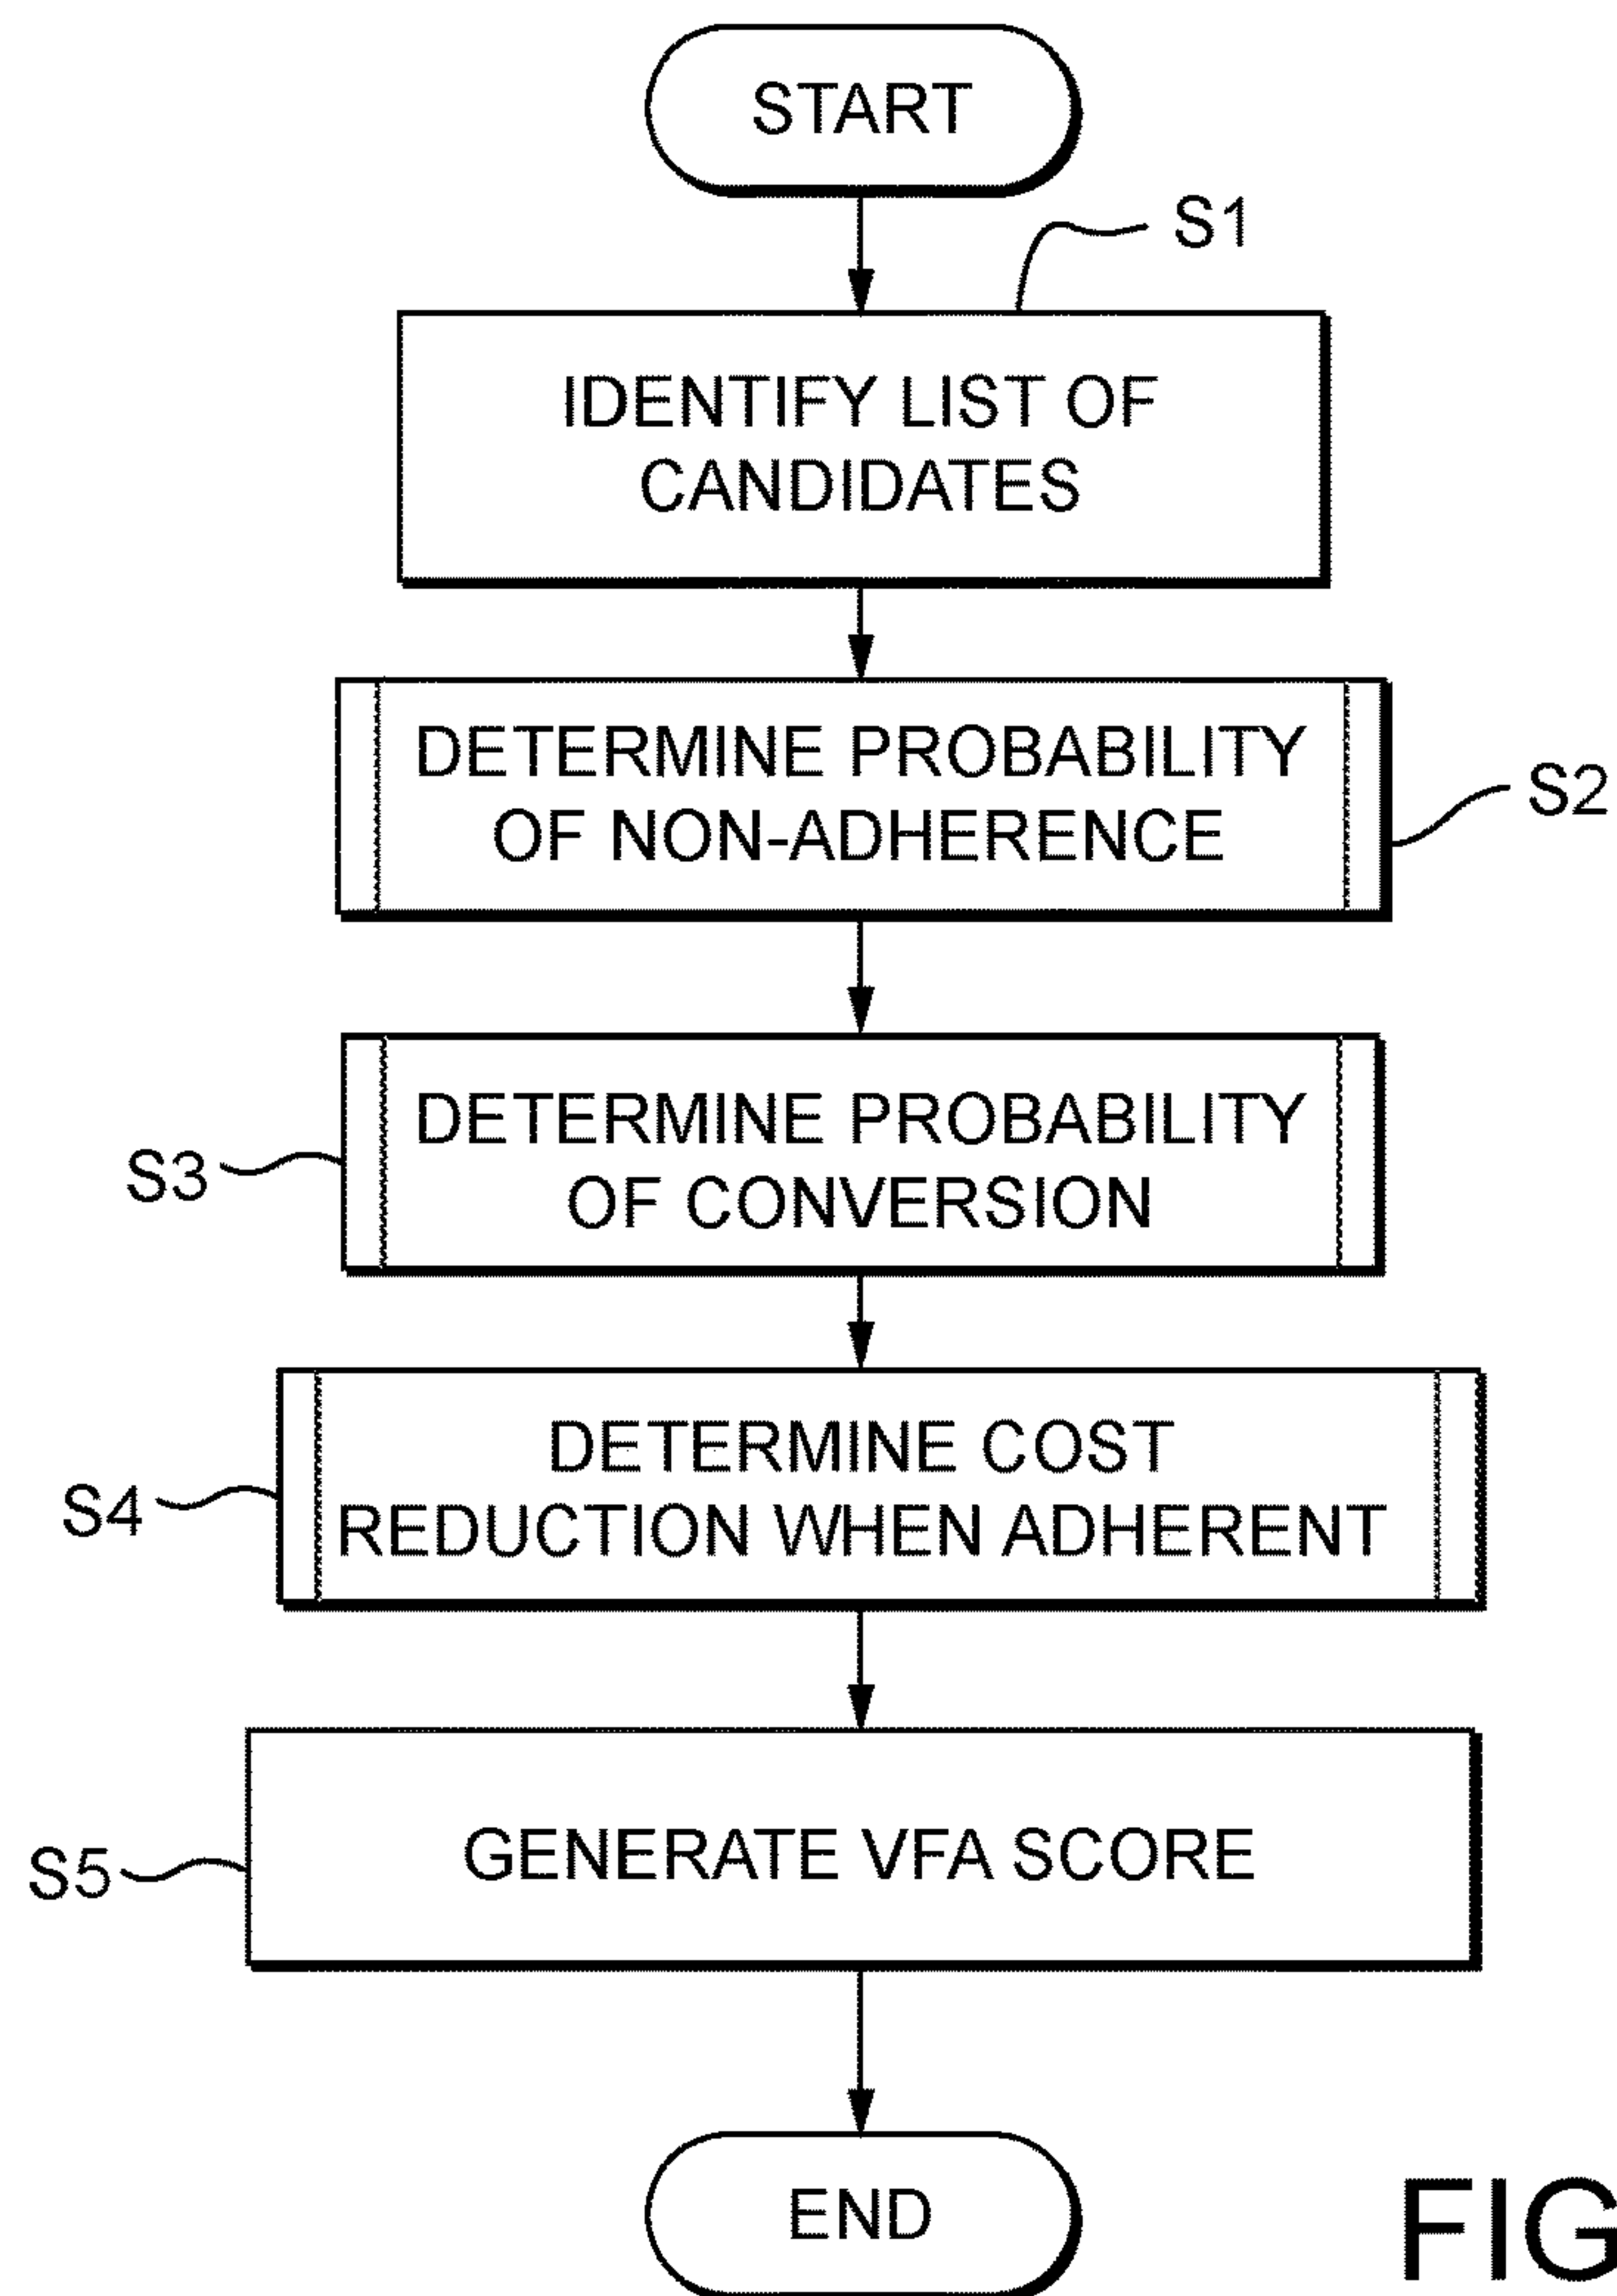 START
S1
IDENTIFY LIST OF
CANDIDATES
DETERMINE PROBABILITY
OF NON-ADHERENCE
S2
DETERMINE PROBABILITY
OF CONVERSION
S3
DETERMINE COST
REDUCTION WHEN ADHERENT
S4
GENERATE VFA SCORE
S5
END
FIG